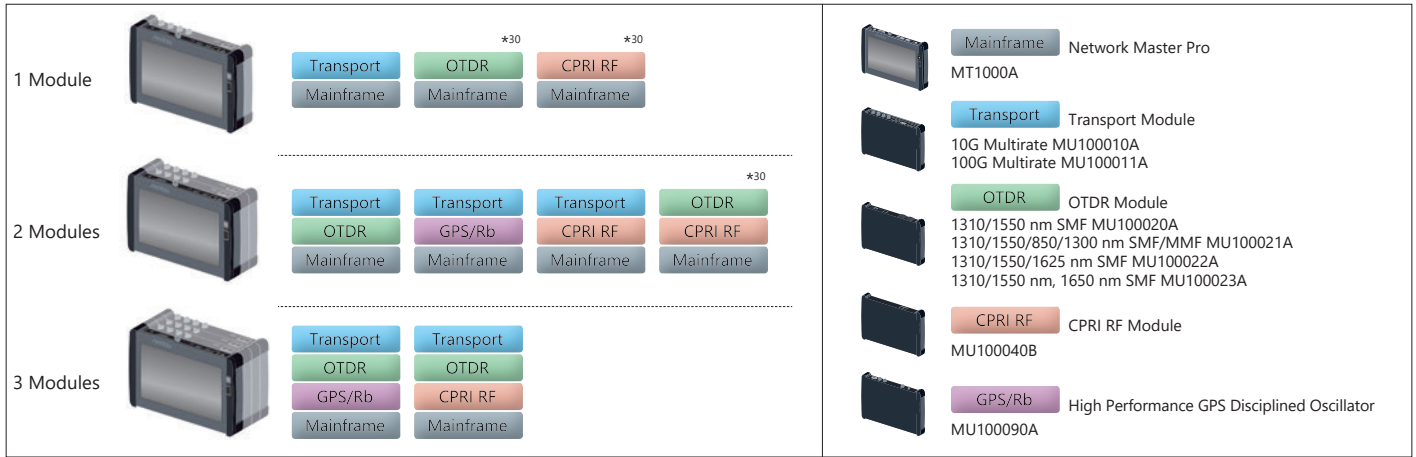 1 Module
*30
*30
Transport
OTDR
CPRI RF
Mainframe
Mainframe
Mainframe
2 Modules
*30
Transport
Transport
Transport
OTDR
OTDR
GPS/Rb
CPRI RF
CPRI RF
Mainframe
Mainframe
Mainframe
Mainframe
3 Modules
Transport
Transport
OTDR
OTDR
GPS/Rb
CPRI RF
Mainframe
Mainframe
Mainframe Network Master Pro
MT1000A
Transport Transport Module
10G Multirate MU100010A
100G Multirate MU100011A
OTDR OTDR Module
1310/1550 nm SMF MU100020A
1310/1550/850/1300 nm SMF/MMF MU100021A
1310/1550/1625 nm SMF MU100022A
1310/1550 nm, 1650 nm SMF MU100023A
CPRI RF CPRI RF Module
MU100040B
GPS/Rb High Performance GPS Disciplined Oscillator
MU100090A